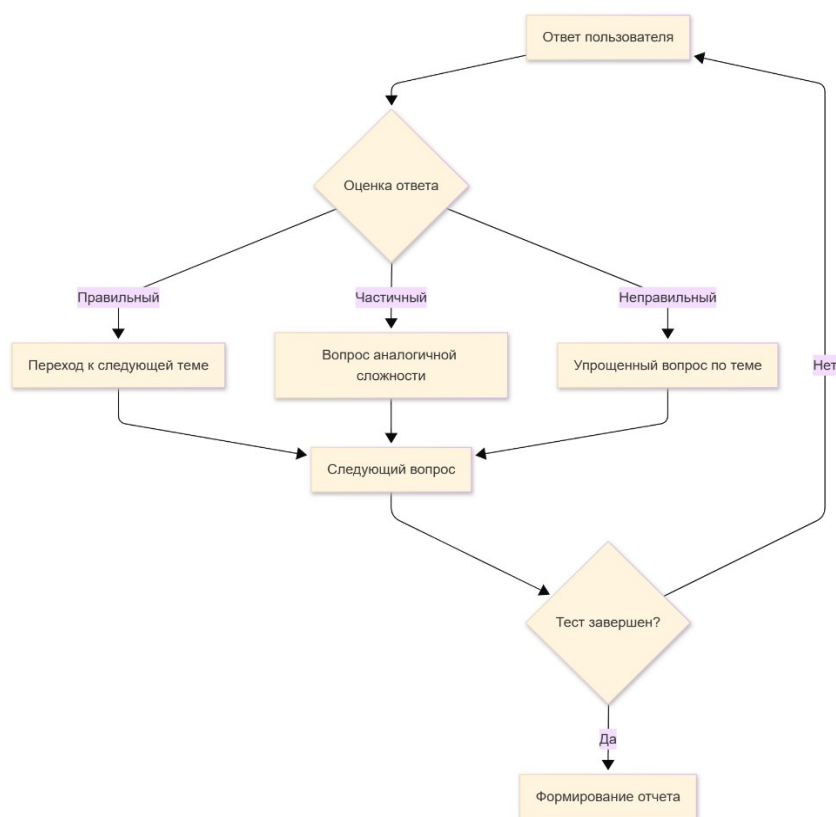 Ответ пользователя
Оценка ответа
Правильный
Частичный
Неправильный
Переход к следующей теме
Вопрос аналогичной
сложности
Упрощенный вопрос по теме
Нет
Следующий вопрос
Тест завершен?
Да
Формирование отчета